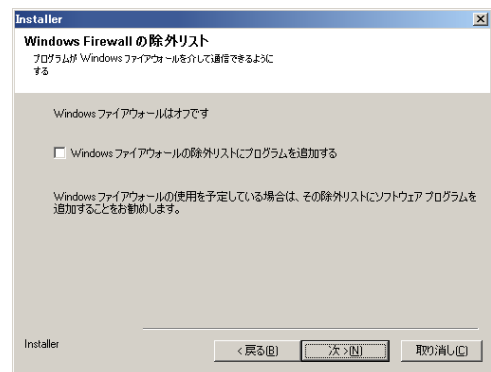 Installer
Windows Firewall の除外リスト
プログラムが Windows ファイアウォールを介して通信できるように
する
Windows ファイアウォールはオフです
Windows ファイアウォールの除外リストにプログラムを追加する
Windows ファイアウォールの使用を予定している場合は、その除外リストにソフトウェア プログラムを
追加することをお勧めします。
Installer
< 戻る(B)
次 >(N)
取り消し(C)